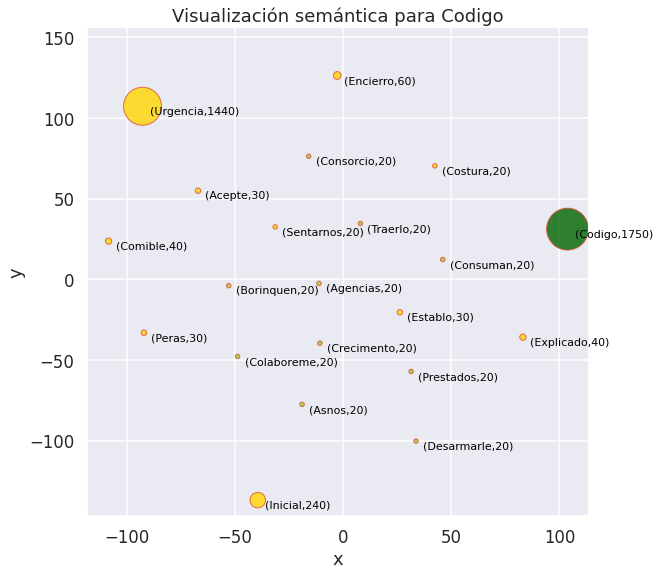 Visualización semántica para Codigo
150
(Encierro,60)
(Urgencia,1440)
100
(Consorcio,20)
(Costura,20)
(Acepte,30)
50
(Sentarnos,20)
(Traerlo,20)
(Codigo,1750)
(Comible,40)
(Consuman,20)
y
0
(Borinquen,20)
(Agencias,20)
(Establo,30)
(Peras,30)
(Explicado,40)
(Crecimento,20)
−50
(Colaboreme,20)
(Prestados,20)
(Asnos,20)
−100
(Desarmarle,20)
(Inicial,240)
−100 −50 0 50 100
x